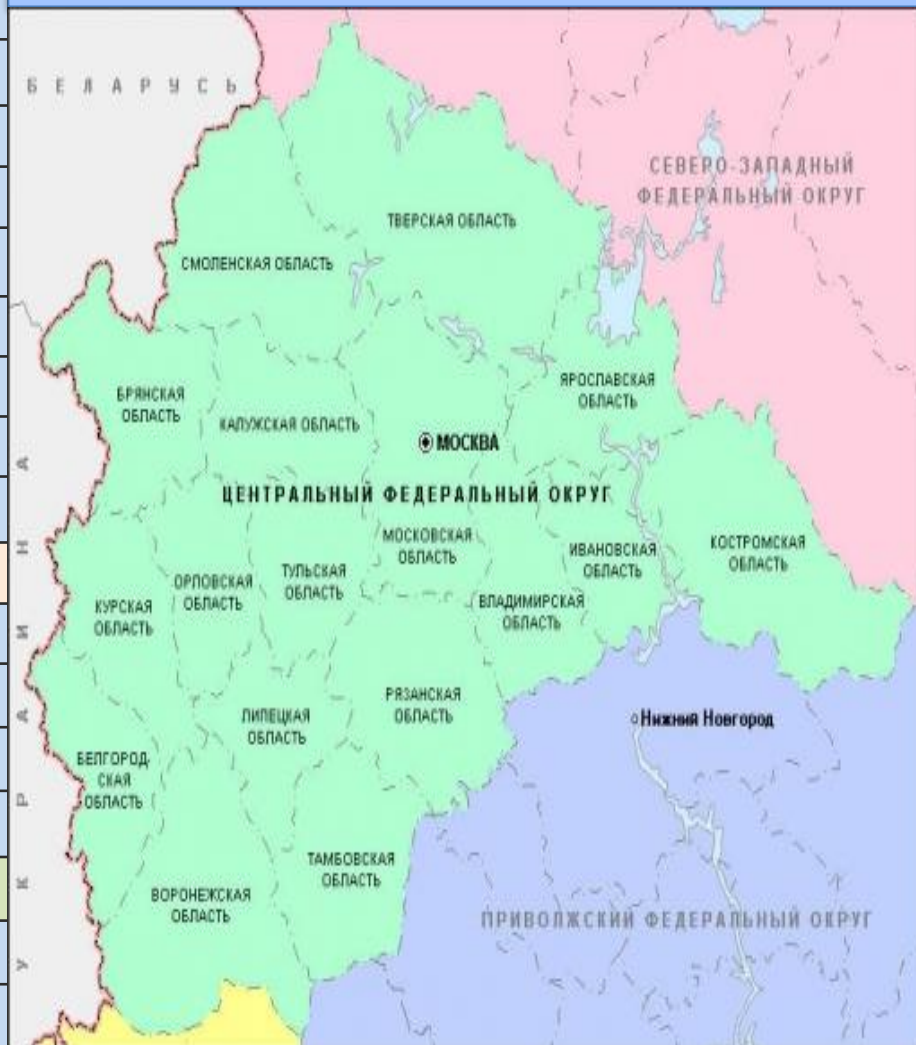 БЕЛАРУСЬ
СЕВЕРО-ЗАПАДНЫЙ
ФЕДЕРАЛЬНЫЙ ОКРУГ
ТВЕРСКАЯ ОБЛАСТЬ
СМОЛЕНСКАЯ ОБЛАСТЬ
ЯРОСЛАВСКАЯ
ОБЛАСТЬ
БРЯНСКАЯ
ОБЛАСТЬ
КАЛУЖСКАЯ ОБЛАСТЬ
МОСКВА
ЦЕНТРАЛЬНЫЙ ФЕДЕРАЛЬНЫЙ ОКРУГ
МОСКОВСКАЯ
ОБЛАСТЬ
ИВАНОВСКАЯ
ОБЛАСТЬ
КОСТРОМСКАЯ
ОБЛАСТЬ
ТУЛЬСКАЯ
ОБЛАСТЬ
ОРЛОВСКАЯ
ОБЛАСТЬ
КУРСКАЯ
ОБЛАСТЬ
ВЛАДИМИРСКАЯ
ОБЛАСТЬ
РЯЗАНСКАЯ
ОБЛАСТЬ
ЛИПЕЦКАЯ
ОБЛАСТЬ
Нижний Новгород
БЕЛГОРОД-
СКАЯ
ОБЛАСТЬ
ТАМБОВСКАЯ
ОБЛАСТЬ
ВОРОНЕЖСКАЯ
ОБЛАСТЬ
ПРИВОЛЖСКИЙ ФЕДЕРАЛЬНЫЙ ОКРУГ
УКРАИНА